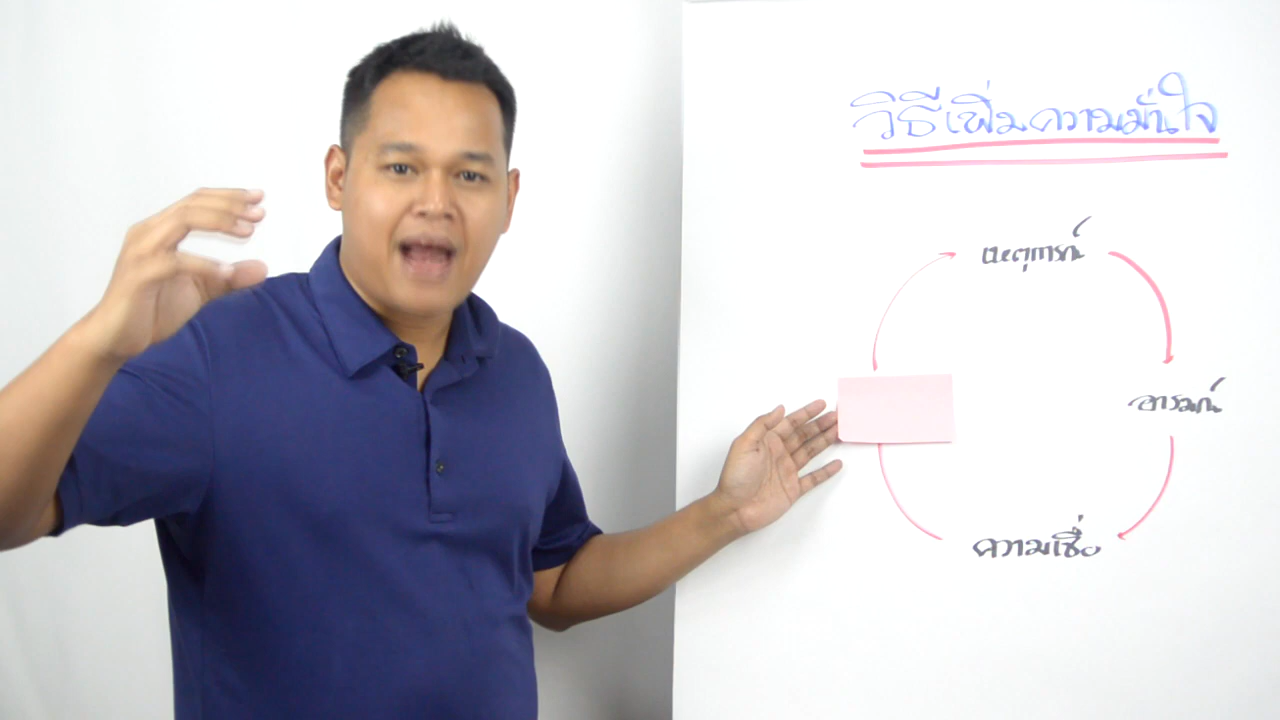 วิธีเพิ่มความมั่นใจ
เหตุการณ์
อารมณ์
ความเชื่อ